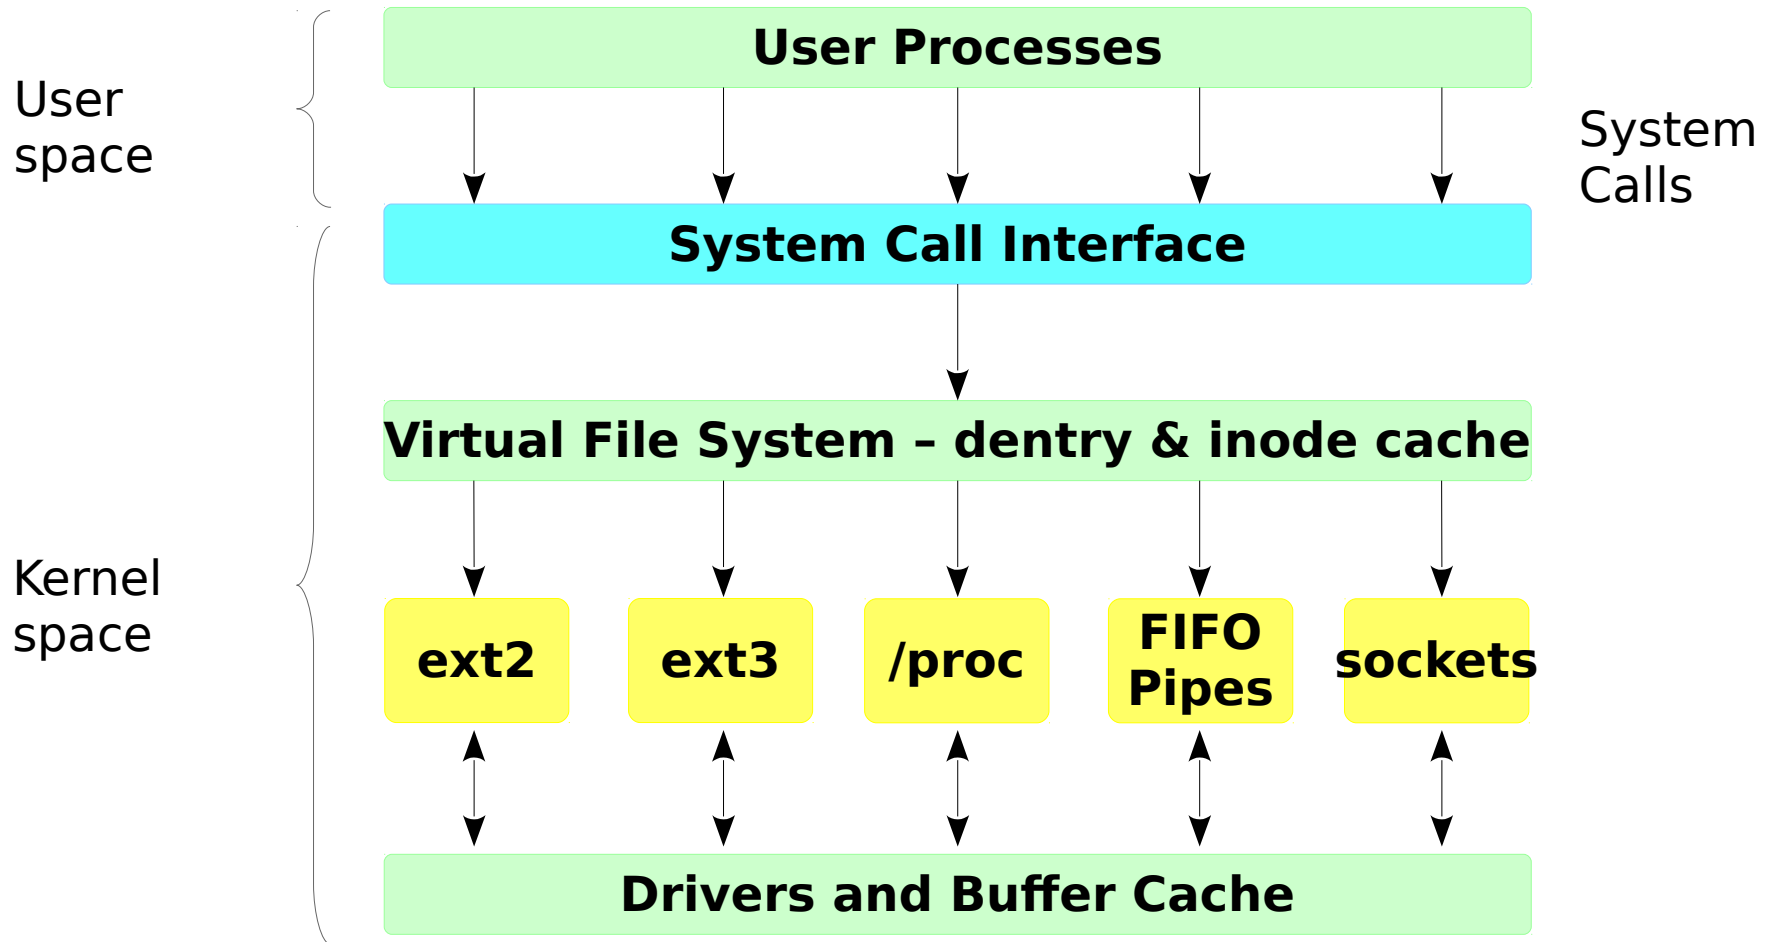 User Processes
User
space
System
Calls
System Call Interface
Virtual File System – dentry & inode cache
Kernel
space
ext2
ext3
/proc
FIFO
Pipes
sockets
Drivers and Buffer Cache